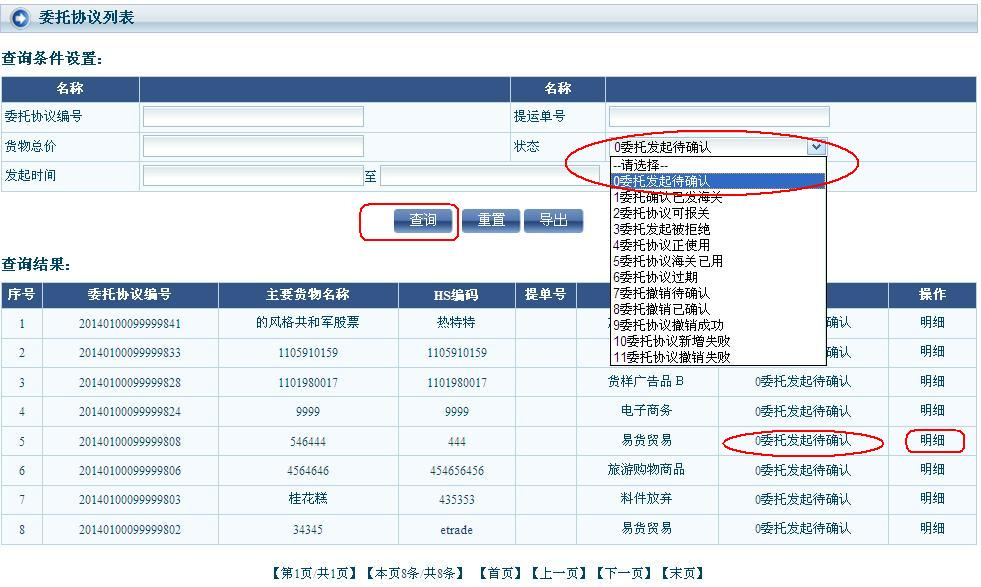 委托协议列表
查询条件设置：
名称 名称
委托协议编号 提运单号
货物总价 状态 0委托发起待确认
发起时间 至
--请选择--
0委托发起待确认
1委托确认已发海关
2委托协议可报关
3委托发起被拒绝
4委托协议正使用
5委托协议海关已用
6委托协议过期
7委托撤销待确认
8委托撤销已确认
9委托协议撤销成功
10委托协议新增失败
11委托协议撤销失败
查询 重置 导出
查询结果：
序号 委托协议编号 主要货物名称 HS编码 提单号 操作
1 20140100099999841 的风格共和军股票 热特特 确认 明细
2 20140100099999833 1105910159 1105910159 确认 明细
3 20140100099999828 1101980017 1101980017 货样广告品 B 0委托发起待确认 明细
4 20140100099999824 9999 9999 电子商务 0委托发起待确认 明细
5 20140100099999808 546444 444 易货贸易 0委托发起待确认 明细
6 20140100099999806 4564646 454656456 旅游购物商品 0委托发起待确认 明细
7 20140100099999803 桂花糕 435353 料件放弃 0委托发起待确认 明细
8 20140100099999802 34345 etrade 易货贸易 0委托发起待确认 明细
【第1页/共1页】【本页8条/共8条】 【首页】【上一页】【下一页】【末页】